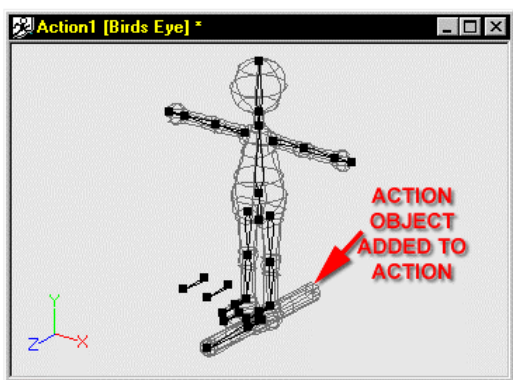 Action1 [Birds Eye] *
ACTION
OBJECT
ADDED TO
ACTION
Y
Z
X